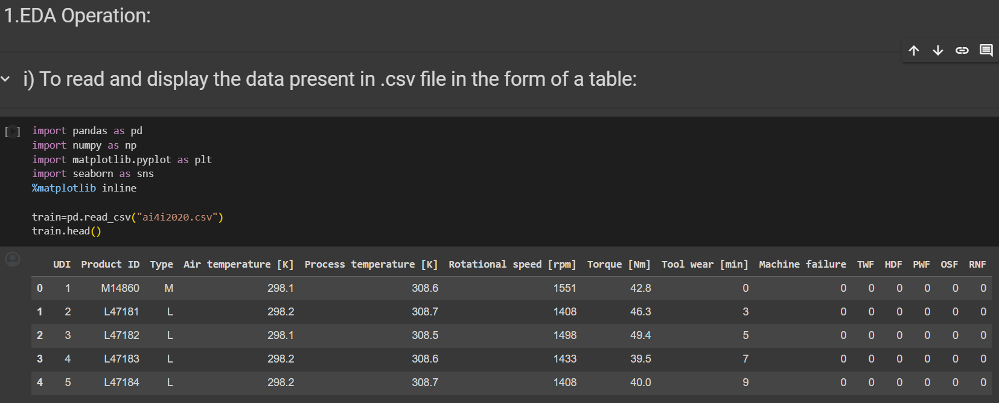 1.EDA Operation:
i) To read and display the data present in .csv file in the form of a table:
import pandas as pd
import numpy as np
import matplotlib.pyplot as plt
import seaborn as sns
%matplotlib inline
train=pd.read_csv("ai4i2020.csv")
train.head()
UDI Product ID Type Air temperature [K] Process temperature [K] Rotational speed [rpm] Torque [Nm] Tool wear [min] Machine failure TWF HDF PWF OSF RNF
0 1 M14860 M 298.1 308.6 1551 42.8 0 0 0 0 0 0 0
1 2 L47181 L 298.2 308.7 1408 46.3 3 0 0 0 0 0 0
2 3 L47182 L 298.1 308.5 1498 49.4 5 0 0 0 0 0 0
3 4 L47183 L 298.2 308.6 1433 39.5 7 0 0 0 0 0 0
4 5 L47184 L 298.2 308.7 1408 40.0 9 0 0 0 0 0 0